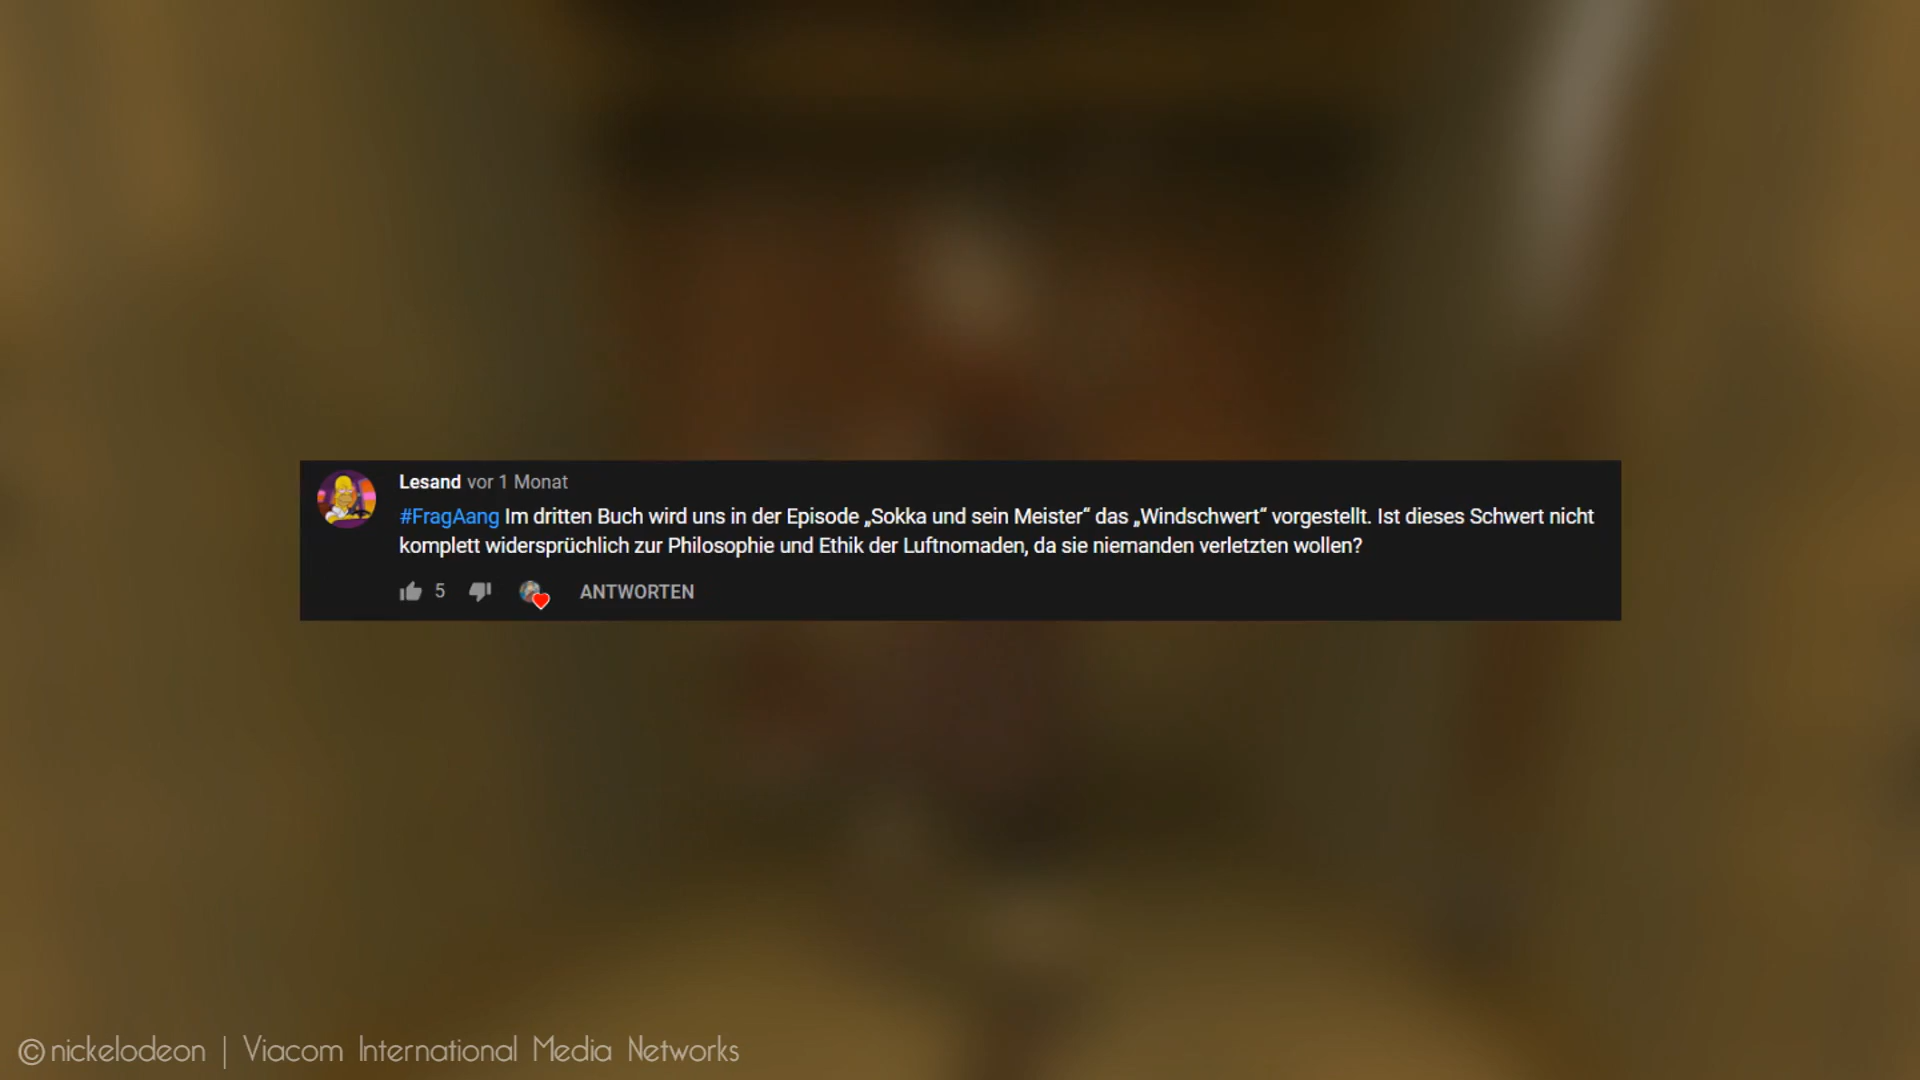 Lesand vor 1 Monat
#FragAang Im dritten Buch wird uns in der Episode „Sokka und sein Meister“ das „Windschwert“ vorgestellt. Ist dieses Schwert nicht
komplett widersprüchlich zur Philosophie und Ethik der Luftnomaden, da sie niemanden verletzten wollen?
5 ANTWORTEN
©nickelodeon | Viacom International Media Networks